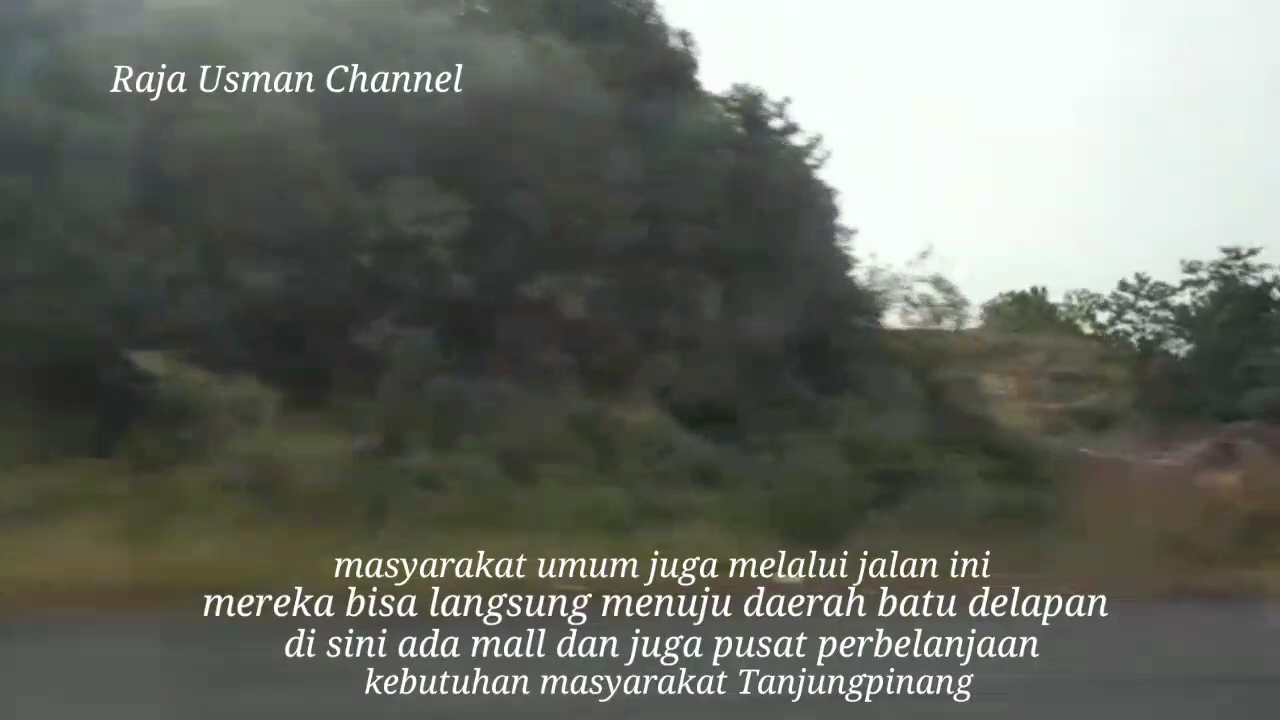 Raja Usman Channel
masyarakat umum juga melalui jalan ini
mereka bisa langsung menuju daerah batu delapan
di sini ada mall dan juga pusat perbelanjaan
kebutuhan masyarakat Tanjungpinang